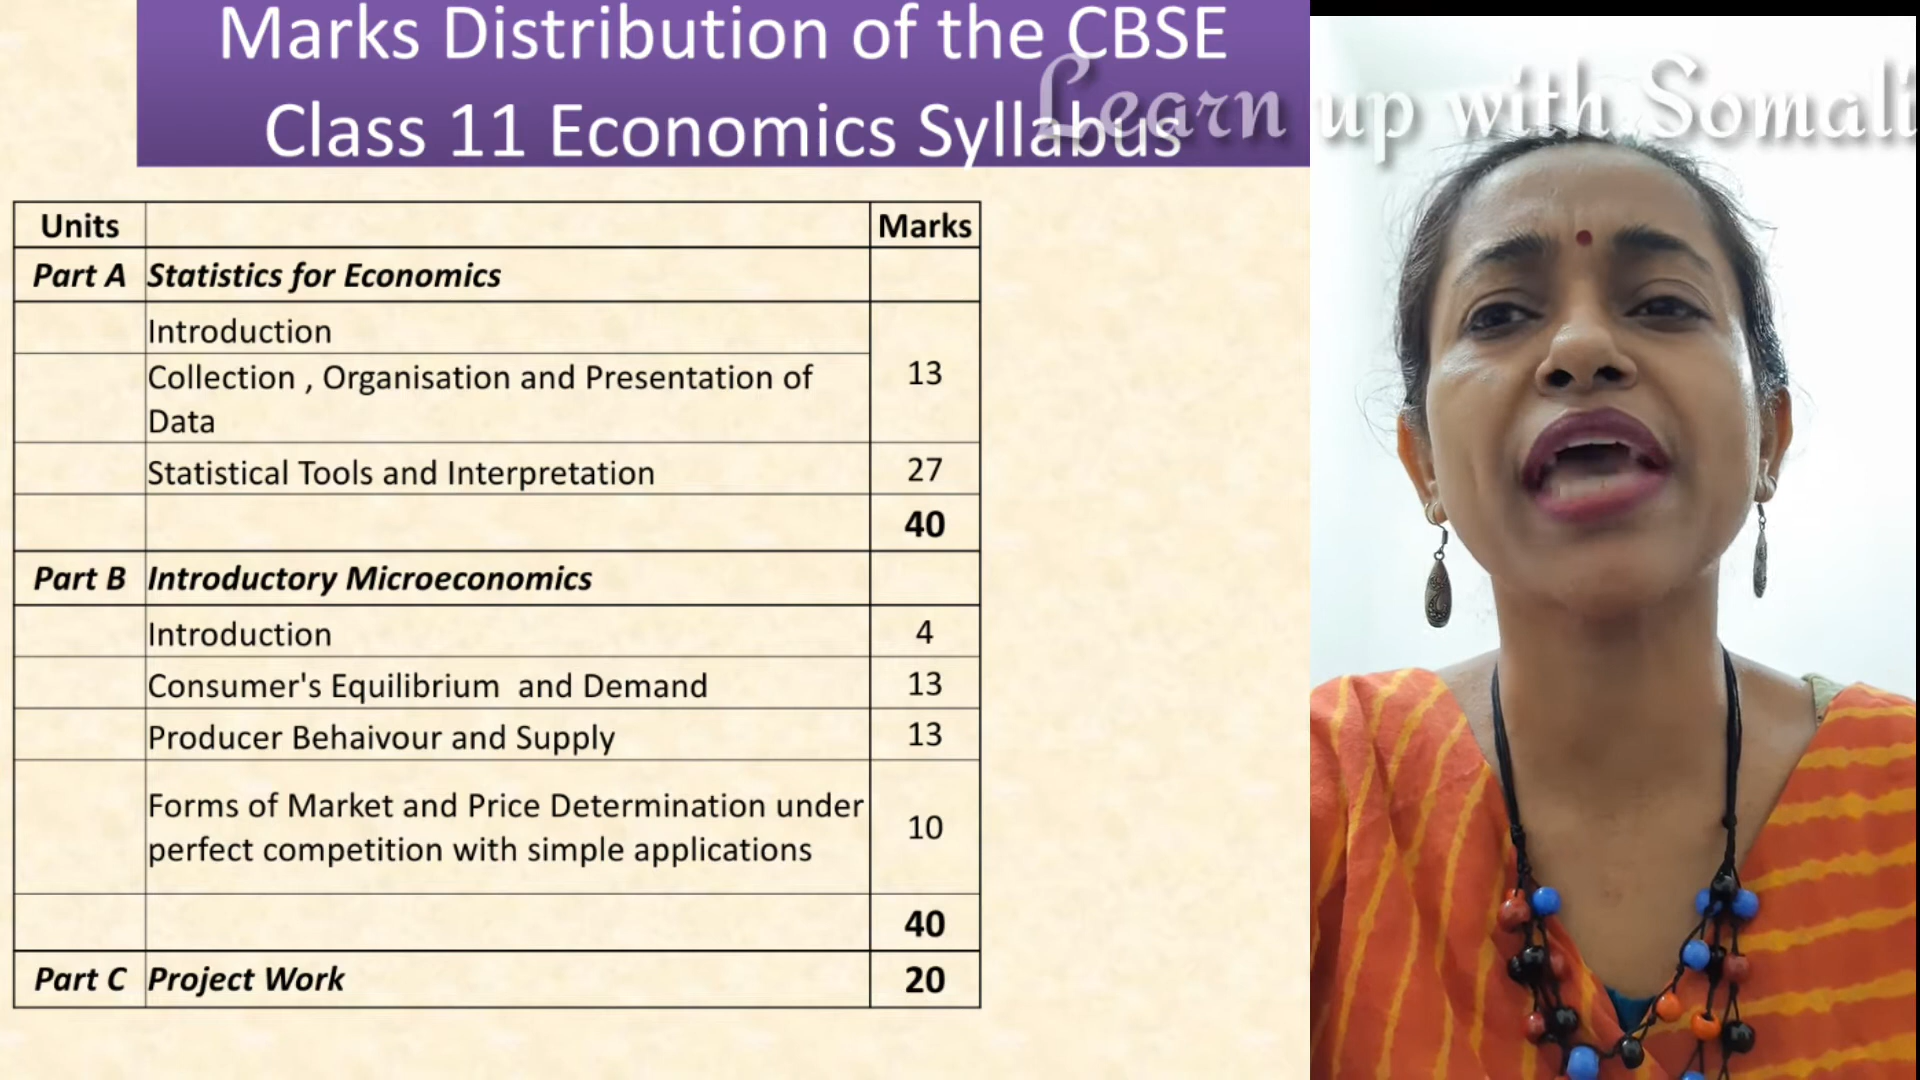 Marks Distribution of the CBSE
Class 11 Economics Syllabus
Learn up with Somali
Units Marks
Part A Statistics for Economics
Introduction
13
Collection , Organisation and Presentation of
Data
Statistical Tools and Interpretation 27
40
Part B Introductory Microeconomics
Introduction 4
Consumer's Equilibrium and Demand 13
Producer Behaivour and Supply 13
Forms of Market and Price Determination under
perfect competition with simple applications
10
40
Part C Project Work 20